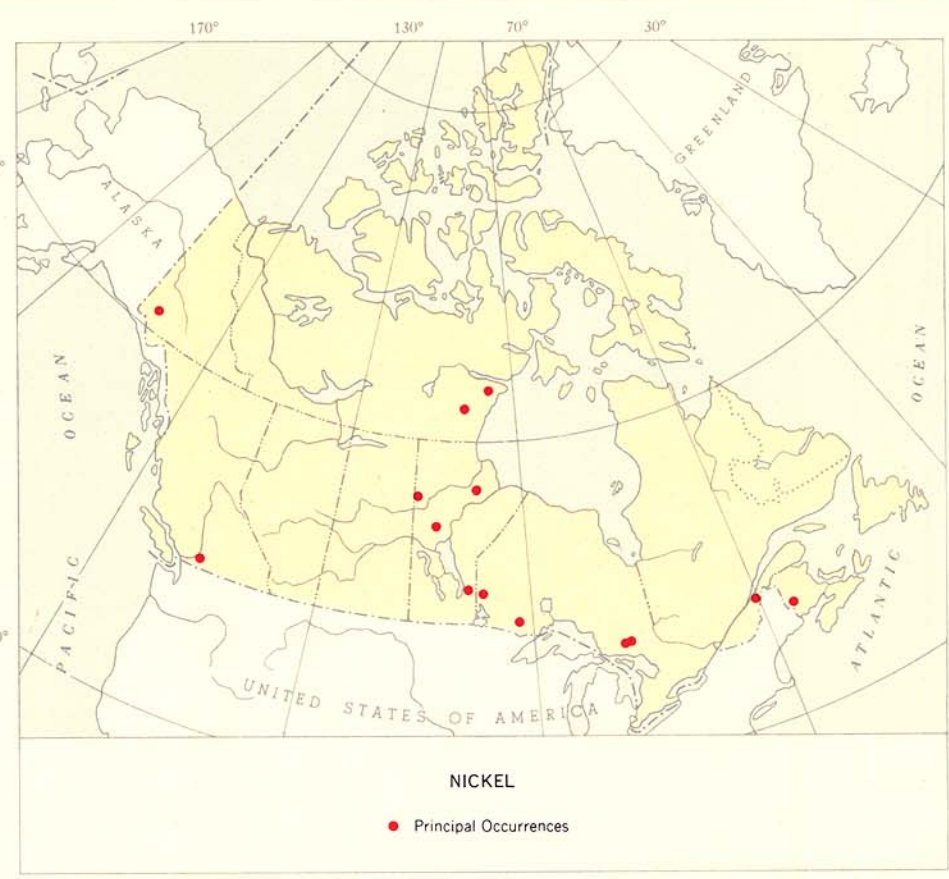 170° 130° 70° 30°
GREENLAND
ALASKA
OCEAN
OCEAN
PACIFIC
ATLANTIC
UNITED STATES OF AMERICA
NICKEL
Principal Occurrences